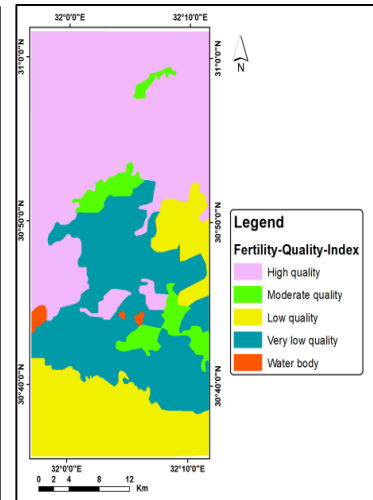 32°0'0"E 32°10'0"E
31°0'0"N 31°0'0"N
N
30°50'0"N 30°50'0"N
30°40'0"N 30°40'0"N
Legend
Fertility-Quality-Index
High quality
Moderate quality
Low quality
Very low quality
Water body
32°0'0"E 32°10'0"E
0 2 4 8 12
Km